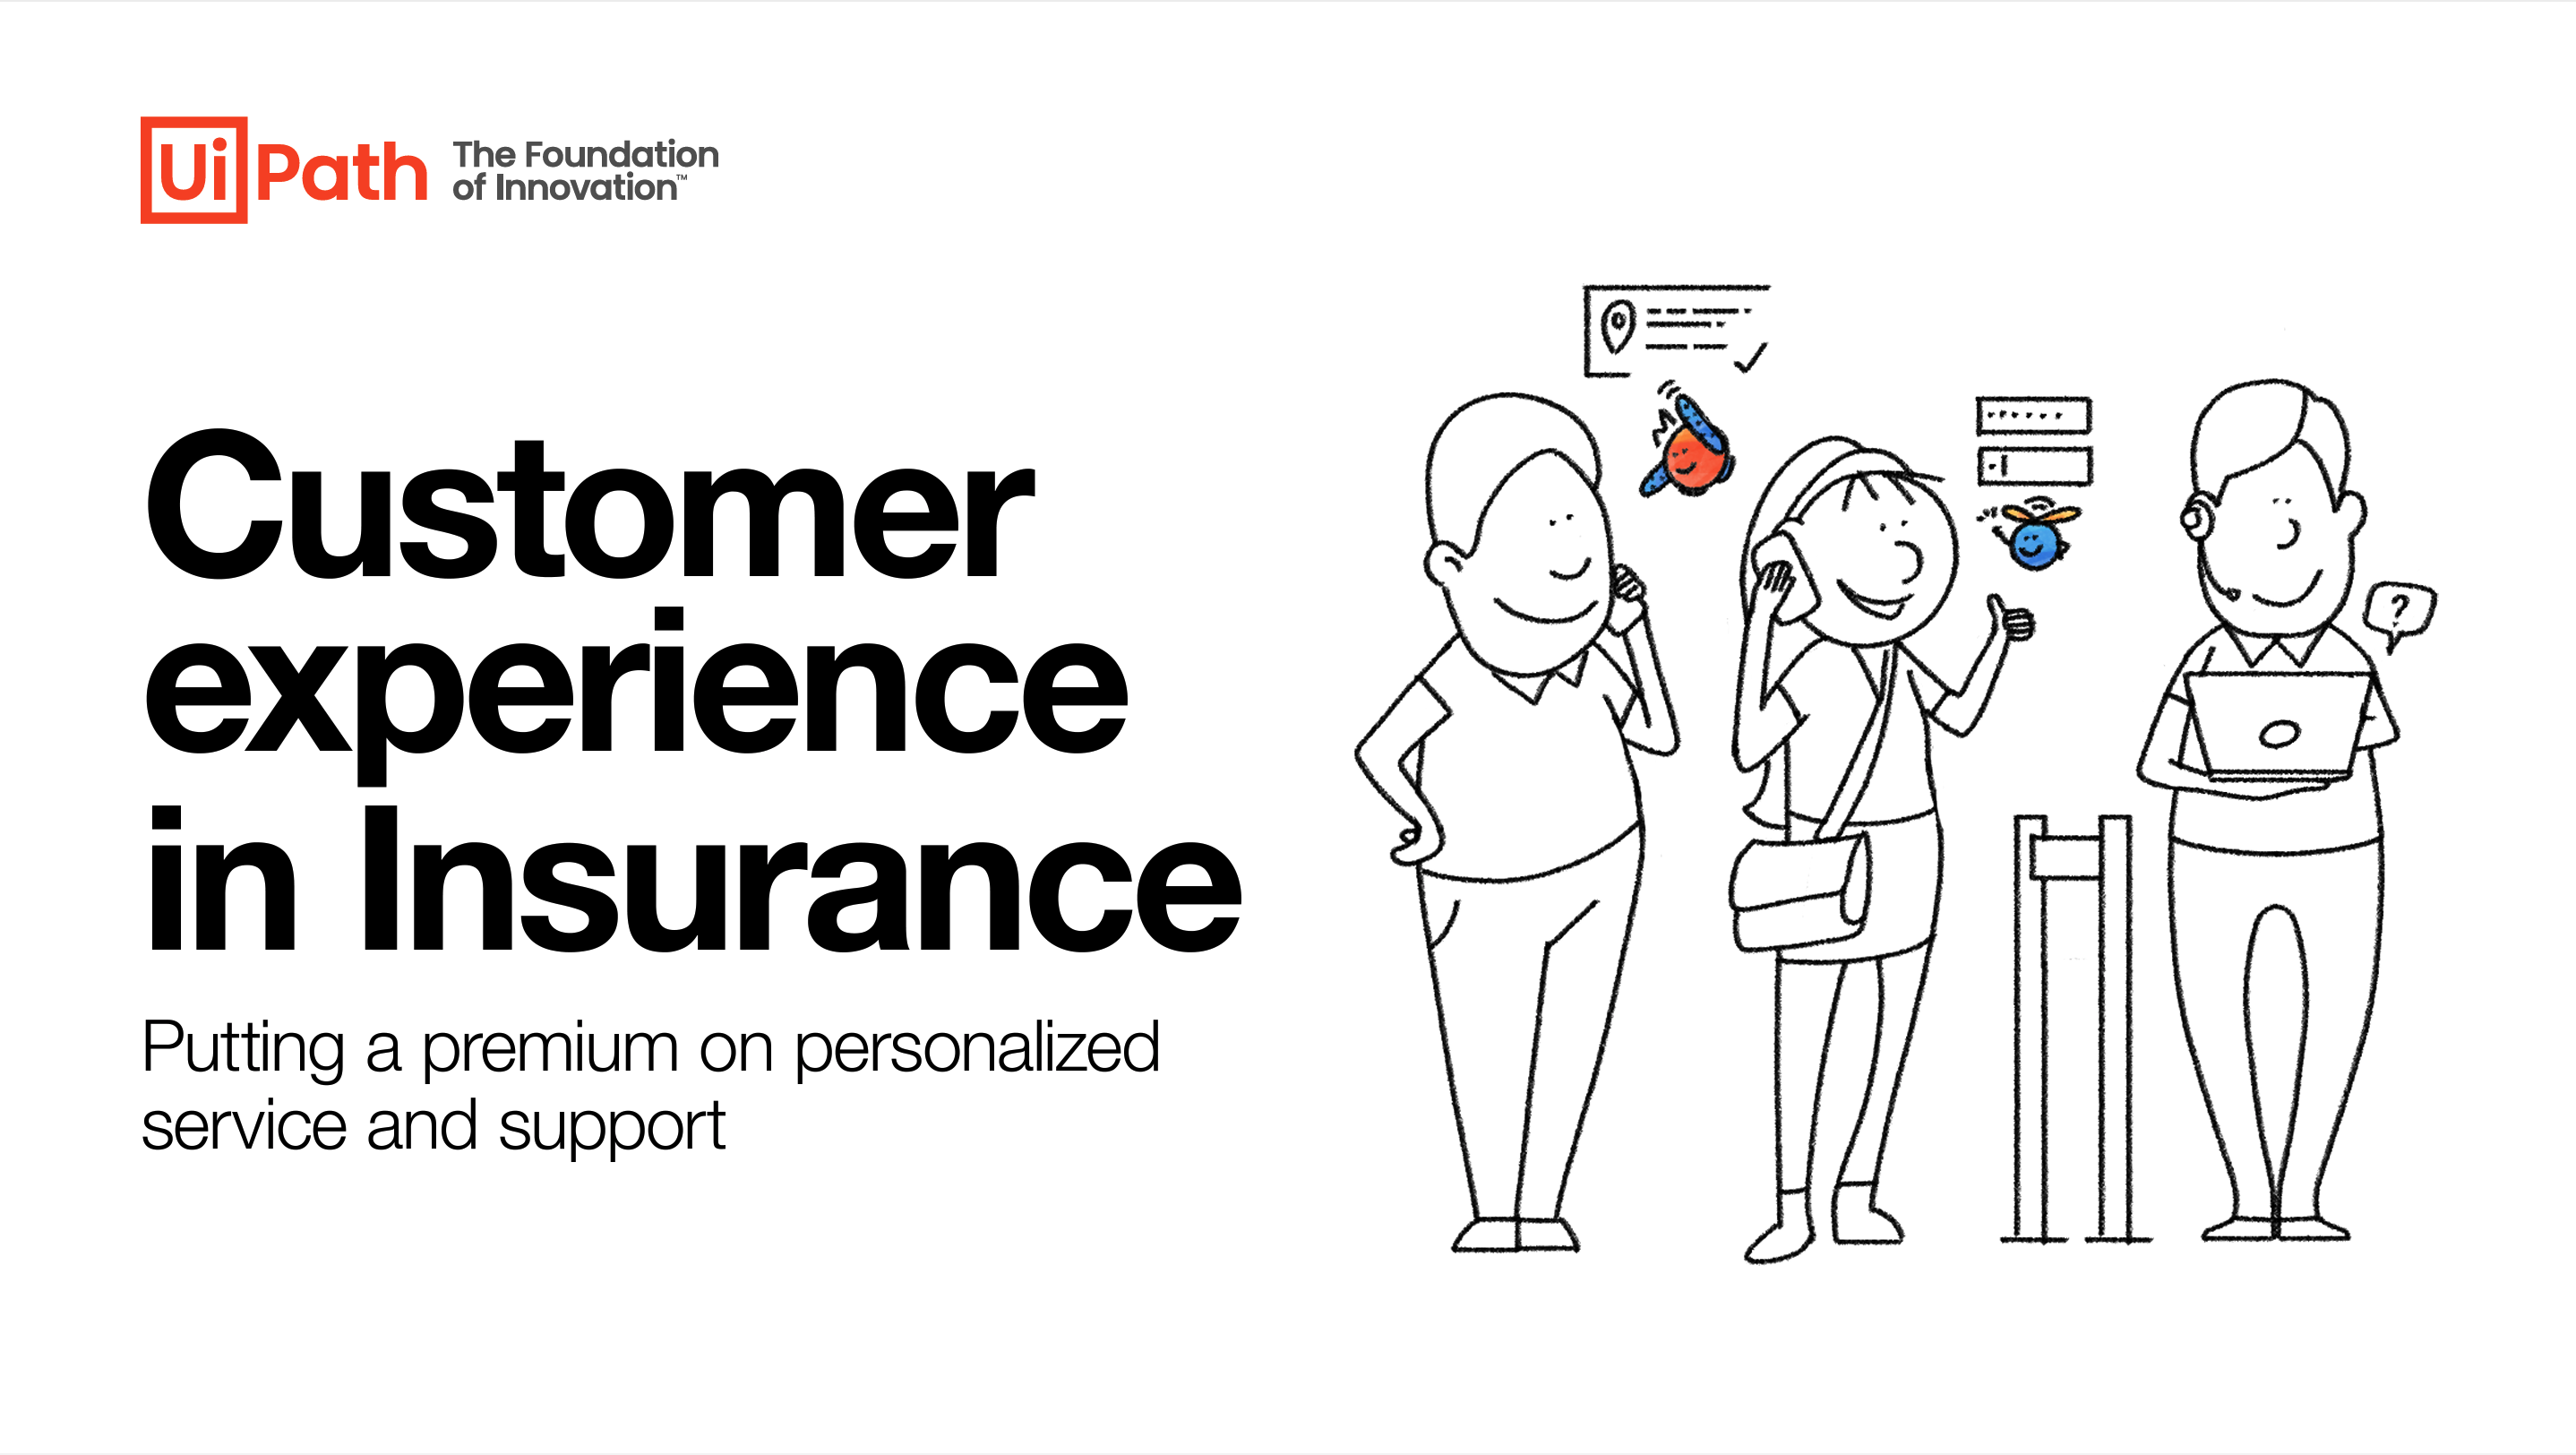 UiPath
The Foundation
of Innovation™
Customer
experience
in Insurance
Putting a premium on personalized
service and support
?